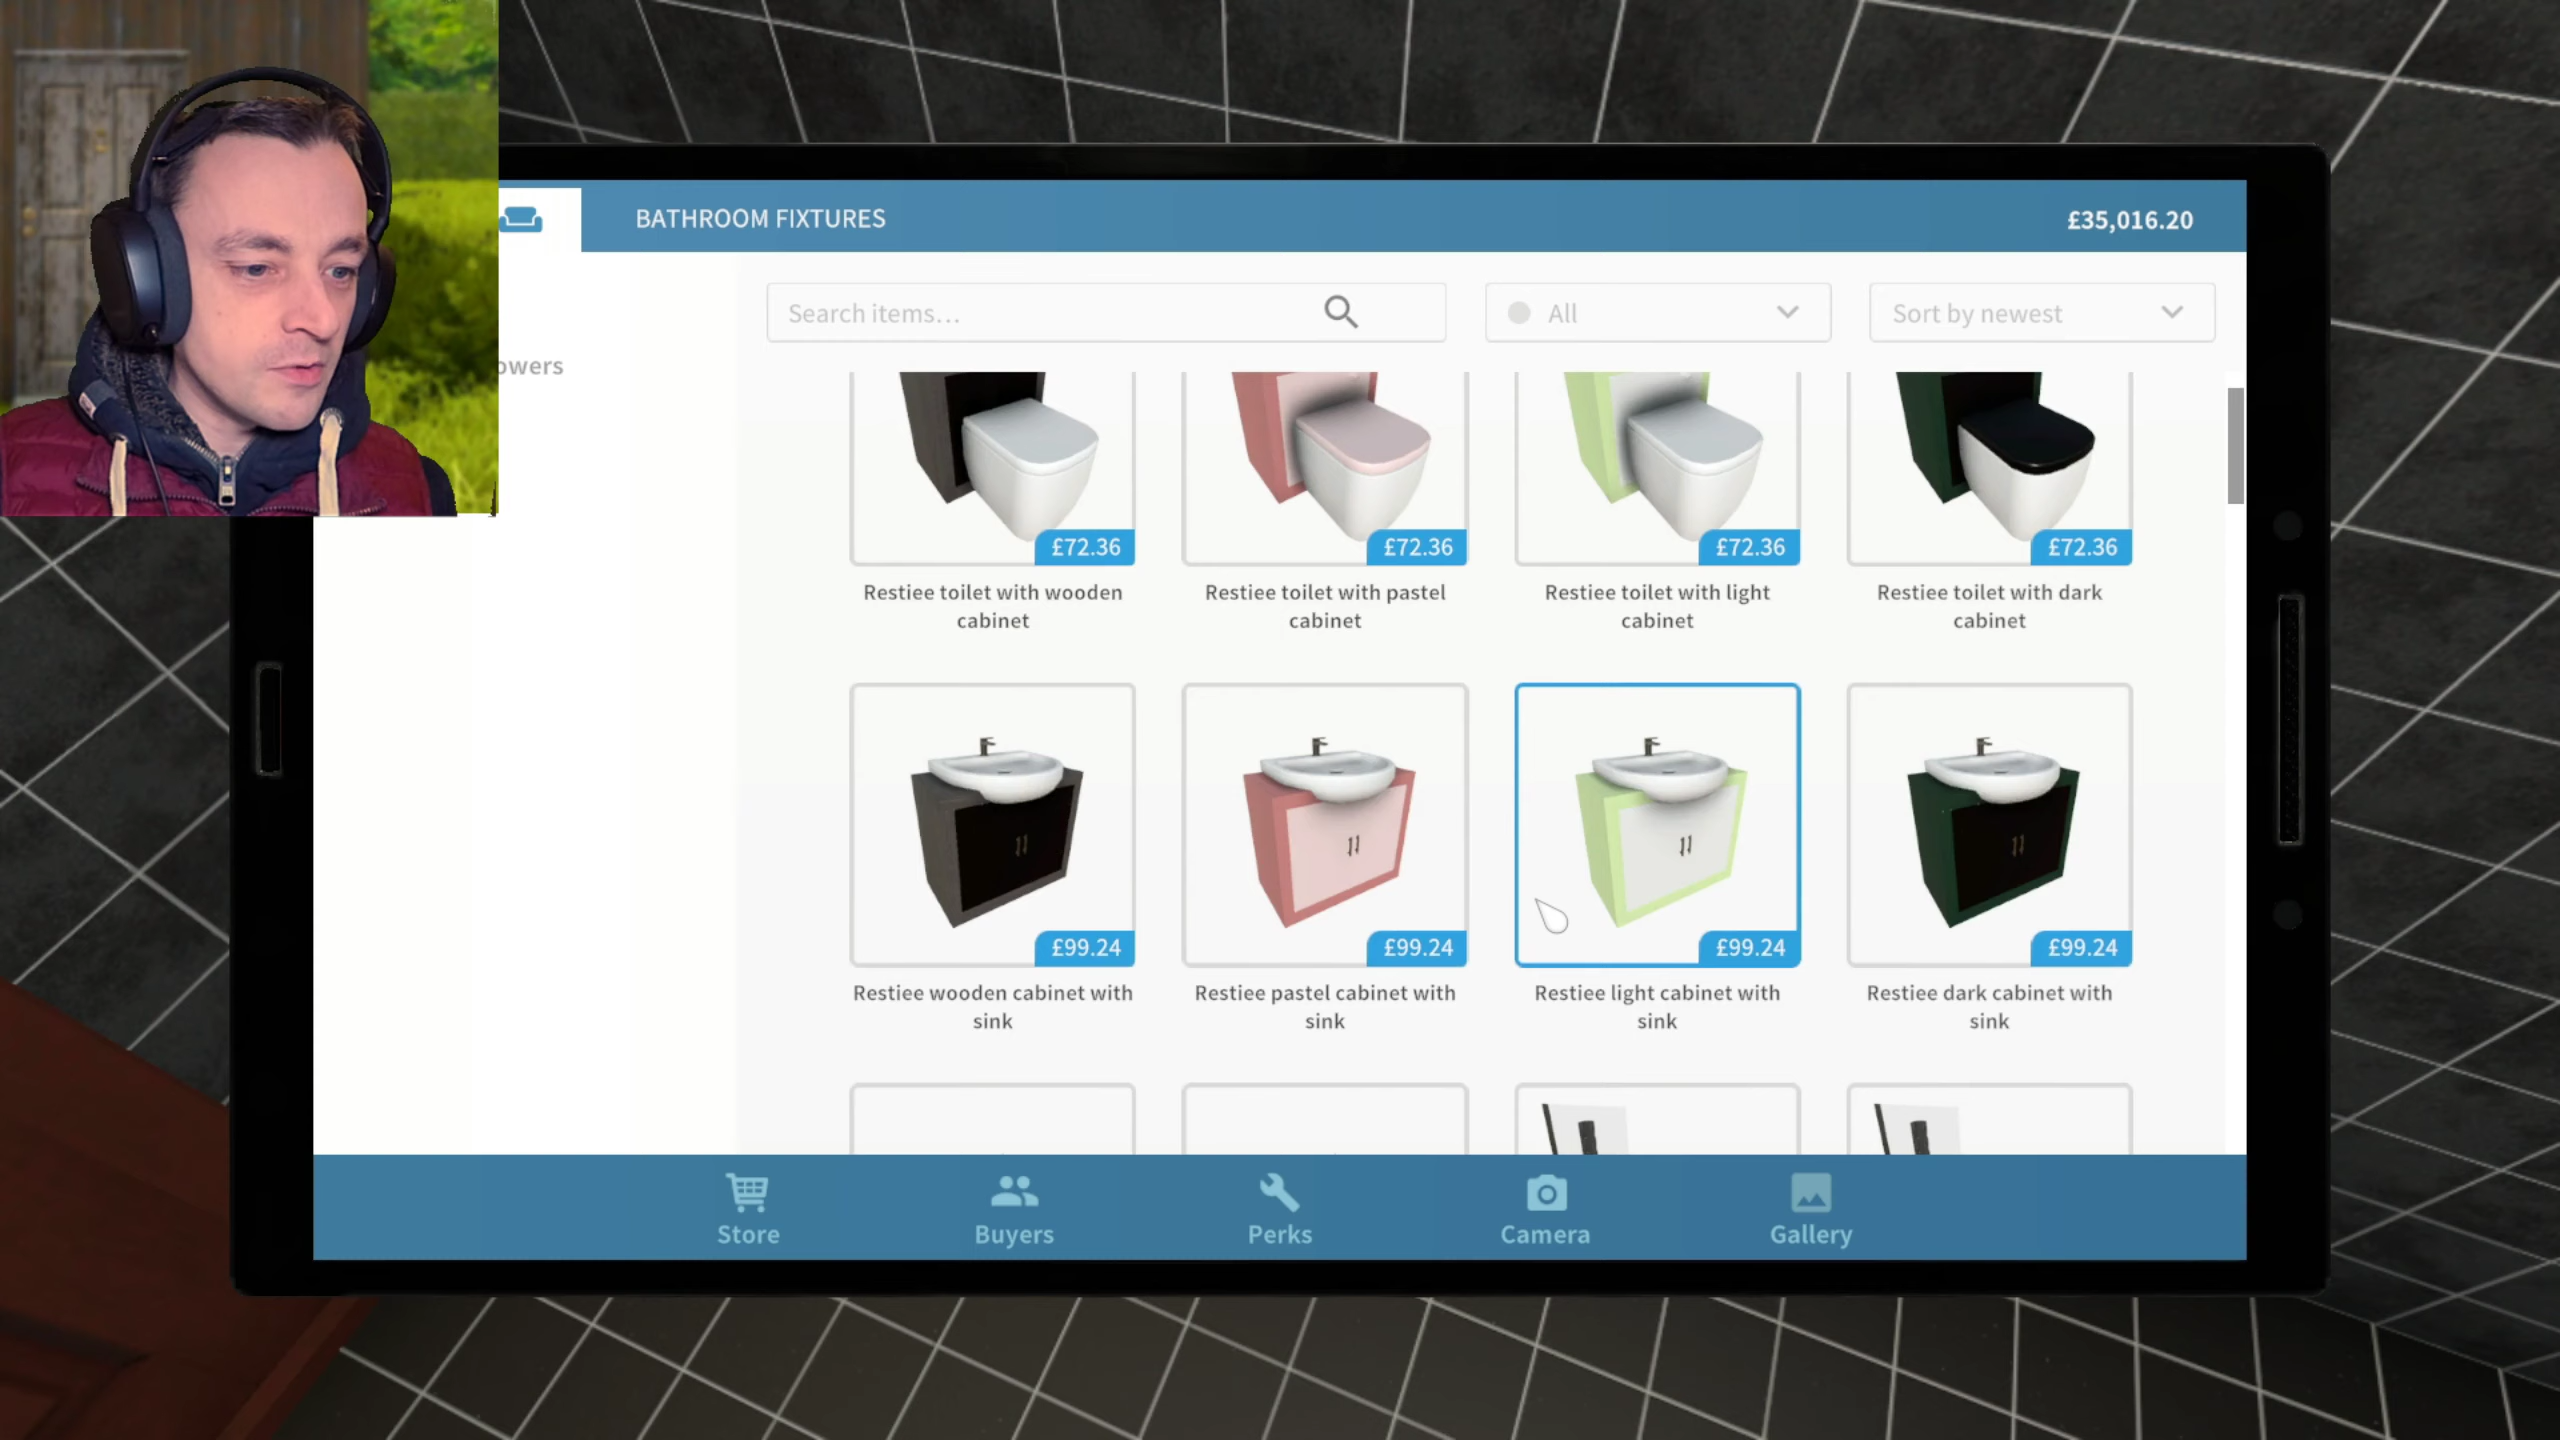 BATHROOM FIXTURES
£35,016.20
Search items...
All
Sort by newest
owers
£72.36
£72.36
£72.36
£72.36
Restiee toilet with wooden
cabinet
Restiee toilet with pastel
cabinet
Restiee toilet with light
cabinet
Restiee toilet with dark
cabinet
£99.24
£99.24
£99.24
£99.24
Restiee wooden cabinet with
sink
Restiee pastel cabinet with
sink
Restiee light cabinet with
sink
Restiee dark cabinet with
sink
Store
Buyers
Perks
Camera
Gallery